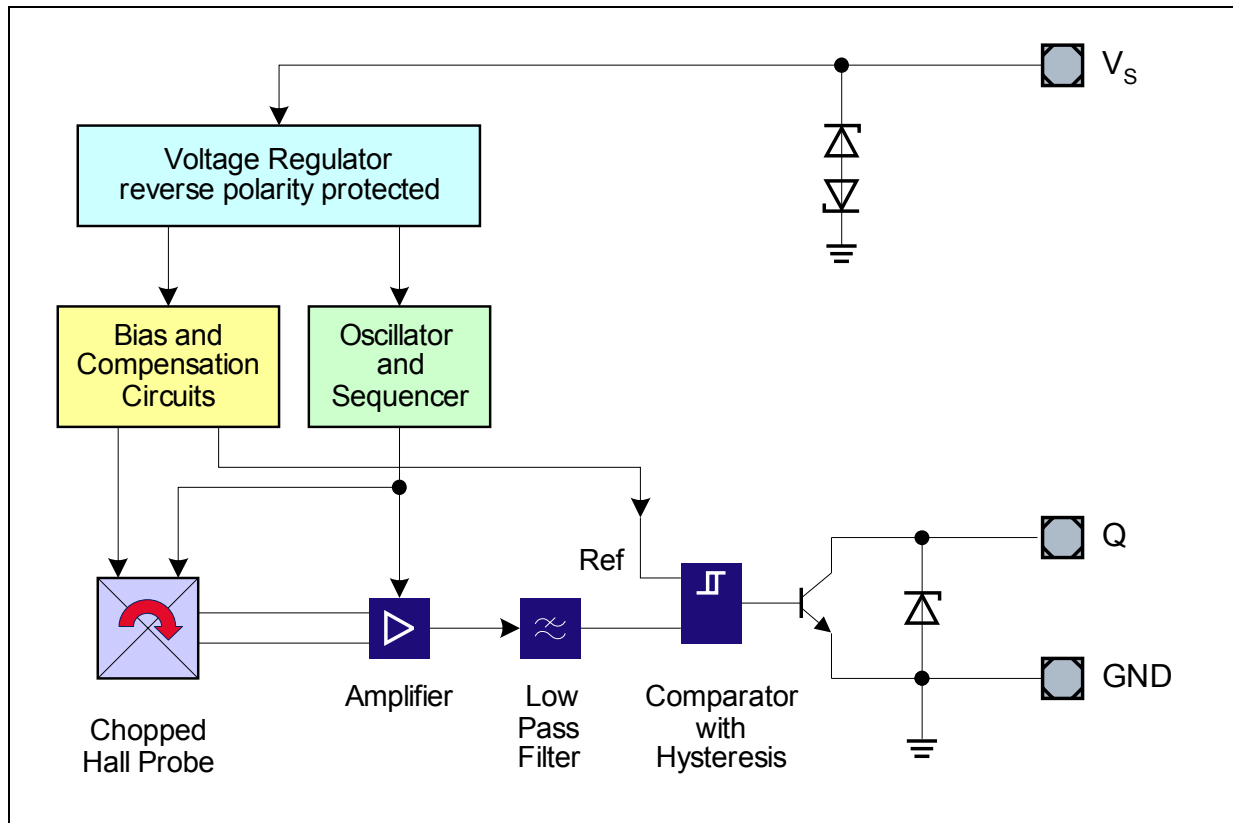 V_S
Voltage Regulator
reverse polarity protected
Bias and
Compensation
Circuits
Oscillator
and
Sequencer
Ref
Q
GND
Amplifier
Low
Pass
Filter
Comparator
with
Hysteresis
Chopped
Hall Probe